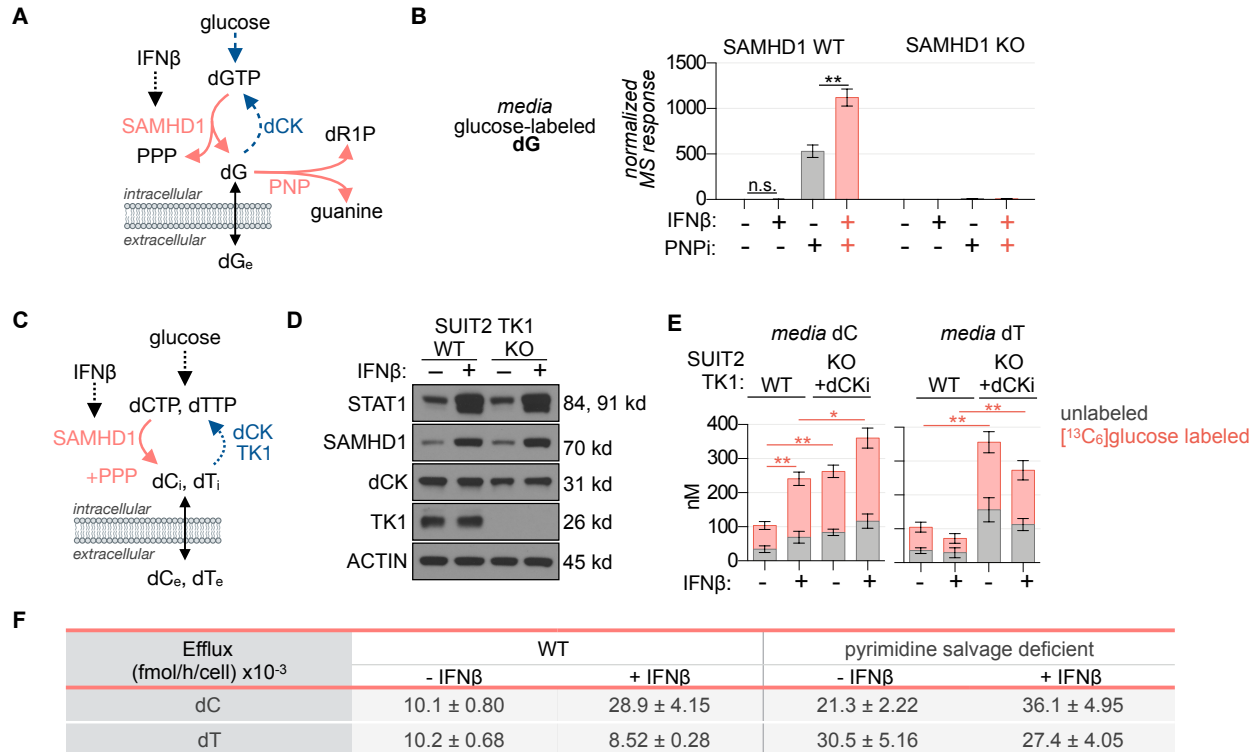 A
glucose
IFNβ
dGTP
SAMHD1
dCK
PPP
dR1P
dG
PNP
intracellular
guanine
extracellular
dGe
B
media
glucose-labeled
dG
SAMHD1 WT
SAMHD1 KO
normalized
MS response
1500
1000
500
0
**
n.s.
IFNβ: - + - + - + - +
PNPi: - - + + - - + +
C
glucose
IFNβ
dCTP, dTTP
SAMHD1
dCK
TK1
+PPP
dCi, dTi
intracellular
extracellular
dCe, dTe
D
SUIT2 TK1
WT KO
IFNβ: – + – +
STAT1 84, 91 kd
SAMHD1 70 kd
dCK 31 kd
TK1 26 kd
ACTIN 45 kd
E
media dC
media dT
SUIT2
TK1:
WT
KO
+dCKi
WT
KO
+dCKi
unlabeled
[¹³C₆]glucose labeled
nM
400
300
200
100
0
*
**
**
**
**
IFNβ: - + - + - + - +
F
Efflux
(fmol/h/cell) x10⁻³
WT
pyrimidine salvage deficient
- IFNβ + IFNβ - IFNβ + IFNβ
dC 10.1 ± 0.80 28.9 ± 4.15 21.3 ± 2.22 36.1 ± 4.95
dT 10.2 ± 0.68 8.52 ± 0.28 30.5 ± 5.16 27.4 ± 4.05